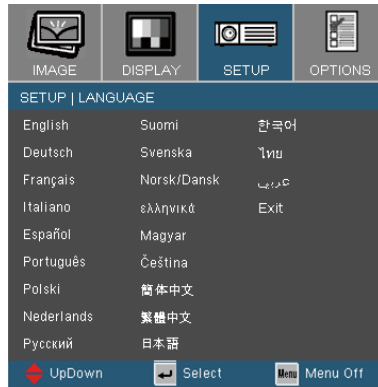 IMAGE DISPLAY SETUP OPTIONS
SETUP | LANGUAGE
English Suomi 한국어
Deutsch Svenska ไทย
Français Norsk/Dansk عربي
Italiano ελληνικά Exit
Español Magyar
Português Čeština
Polski 簡体中文
Nederlands 繁體中文
Русский 日本語
UpDown Select Menu Menu Off